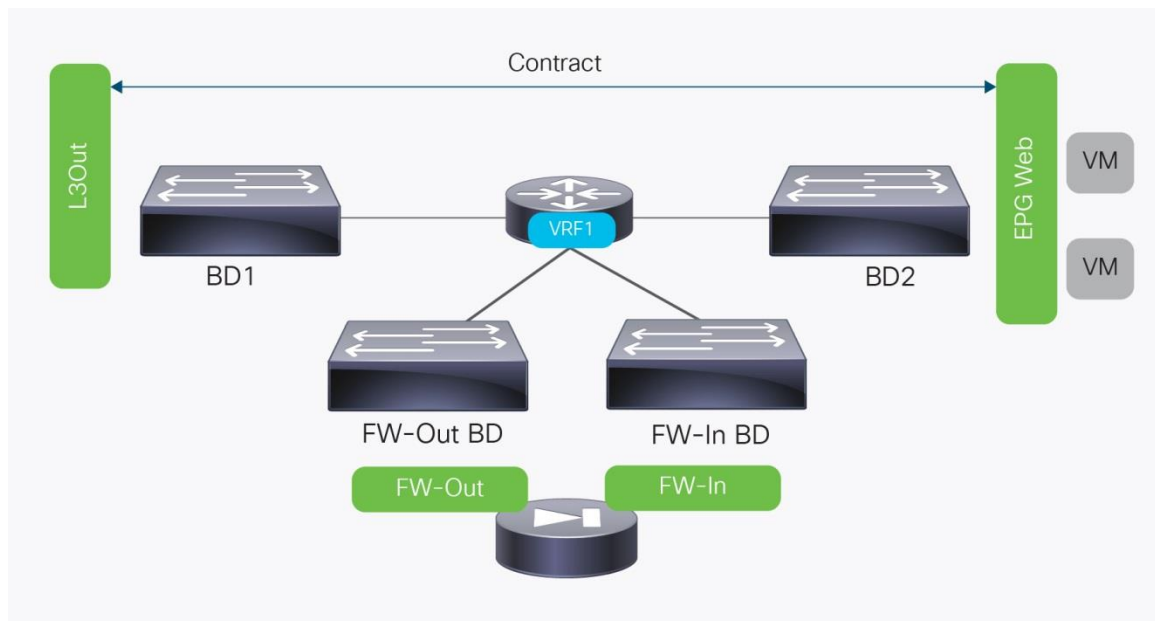 Contract
L3Out
EPG Web
VM
VM
VRF1
BD1
BD2
FW-Out BD
FW-In BD
FW-Out
FW-In